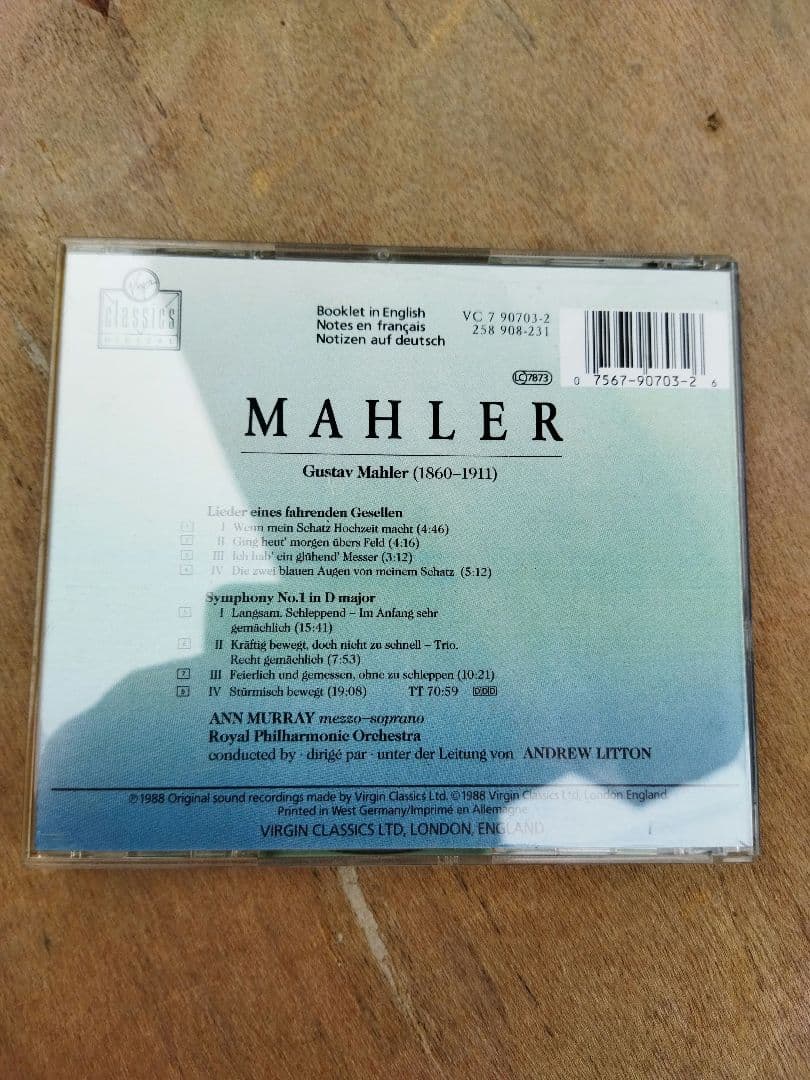 Virgin
classics
DIGITAL
Booklet in English
Notes en français
Notizen auf deutsch
VC 7 90703-2
258 908-231
LC 7873
0 7567-90703-2 6
MAHLER
Gustav Mahler (1860–1911)
Lieder eines fahrenden Gesellen
1 I Wenn mein Schatz Hochzeit macht (4:46)
2 II Ging heut' morgen übers Feld (4:16)
3 III Ich hab' ein glühend' Messer (3:12)
4 IV Die zwei blauen Augen von meinem Schatz (5:12)
Symphony No.1 in D major
5 I Langsam. Schleppend – Im Anfang sehr
gemächlich (15:41)
6 II Kräftig bewegt, doch nicht zu schnell – Trio.
Recht gemächlich (7:53)
7 III Feierlich und gemessen, ohne zu schleppen (10:21)
8 IV Stürmisch bewegt (19:08) TT 70:59 DDD
ANN MURRAY mezzo-soprano
Royal Philharmonic Orchestra
conducted by · dirigé par · unter der Leitung von ANDREW LITTON
℗1988 Original sound recordings made by Virgin Classics Ltd. ©1988 Virgin Classics Ltd, London England
Printed in West Germany/Imprimé en Allemagne
VIRGIN CLASSICS LTD, LONDON, ENGLAND